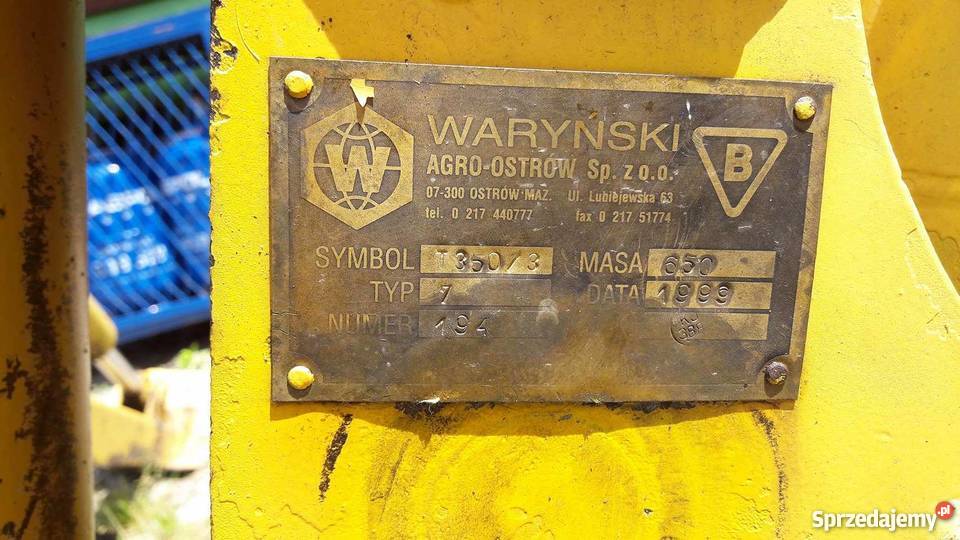 W
WARYŃSKI
B
AGRO-OSTRÓW Sp. z o.o.
07-300 OSTRÓW MAZ. Ul. Lubiejewska 63
tel. 0 217 440777 fax 0 217 51774
SYMBOL T350/3 MASA 650
TYP 1 DATA 1999
NUMER 194
Sprzedajemy.pl